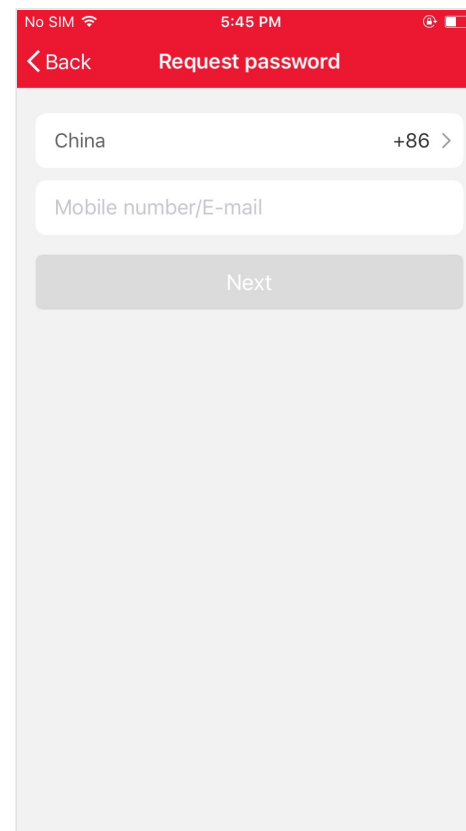 No SIM 5:45 PM
Back Request password
China +86
Mobile number/E-mail
Next